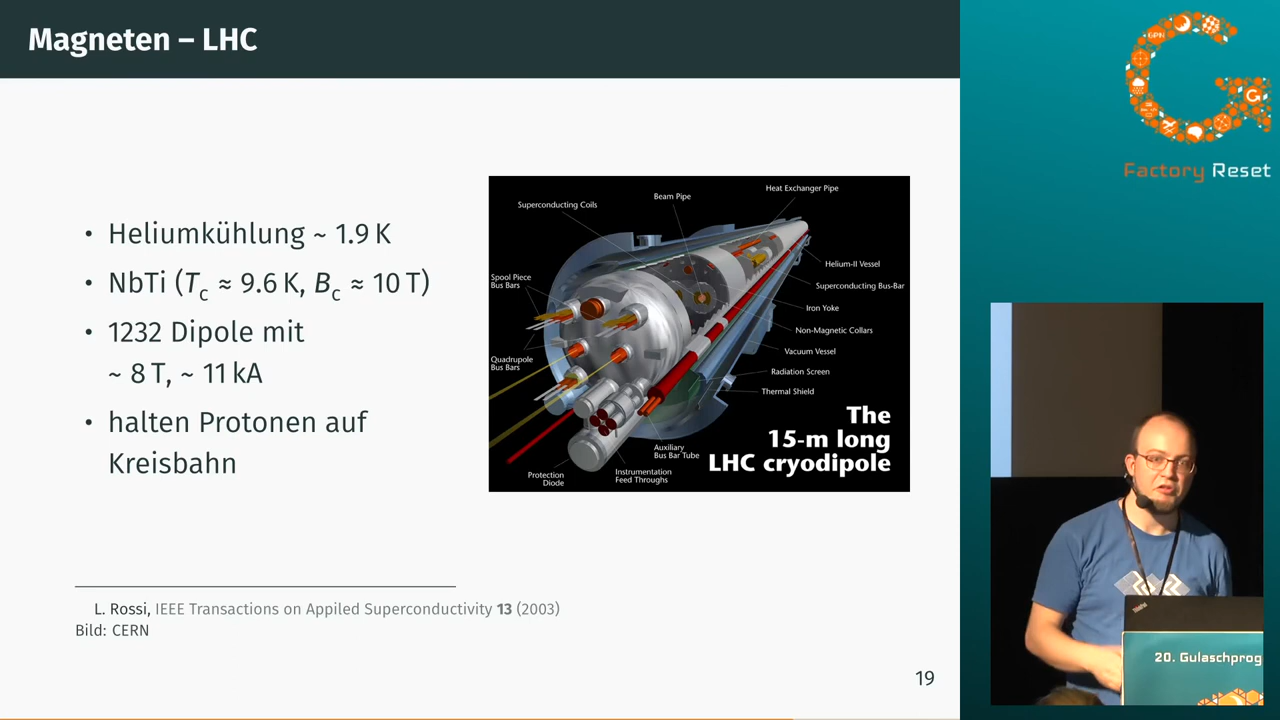 Magneten – LHC
• Heliumkühlung ~ 1.9 K
• NbTi (Tc ≈ 9.6 K, Bc ≈ 10 T)
• 1232 Dipole mit
~ 8 T, ~ 11 kA
• halten Protonen auf
Kreisbahn
Superconducting Coils
Beam Pipe
Heat Exchanger Pipe
Spool Piece
Bus Bars
Helium-II Vessel
Superconducting Bus-Bar
Iron Yoke
Non-Magnetic Collars
Vacuum Vessel
Quadrupole
Bus Bars
Radiation Screen
Thermal Shield
The
15-m long
LHC cryodipole
Auxiliary
Bus Bar Tube
Protection
Diode
Instrumentation
Feed Throughs
L. Rossi, IEEE Transactions on Appiled Superconductivity 13 (2003)
Bild: CERN
19
GPN
Factory Reset
ThinkPad
20. Gulaschprog